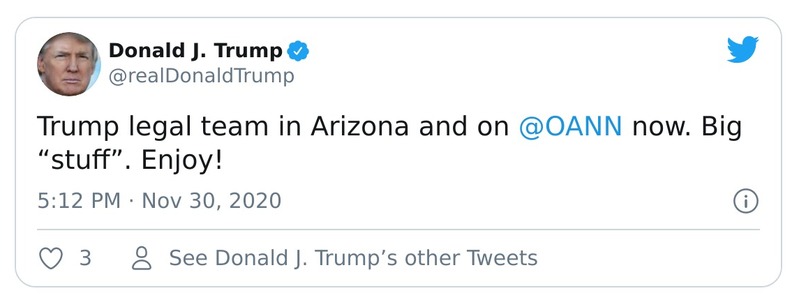 Donald J. Trump
@realDonaldTrump
Trump legal team in Arizona and on @OANN now. Big
“stuff”. Enjoy!
5:12 PM · Nov 30, 2020
3
See Donald J. Trump’s other Tweets